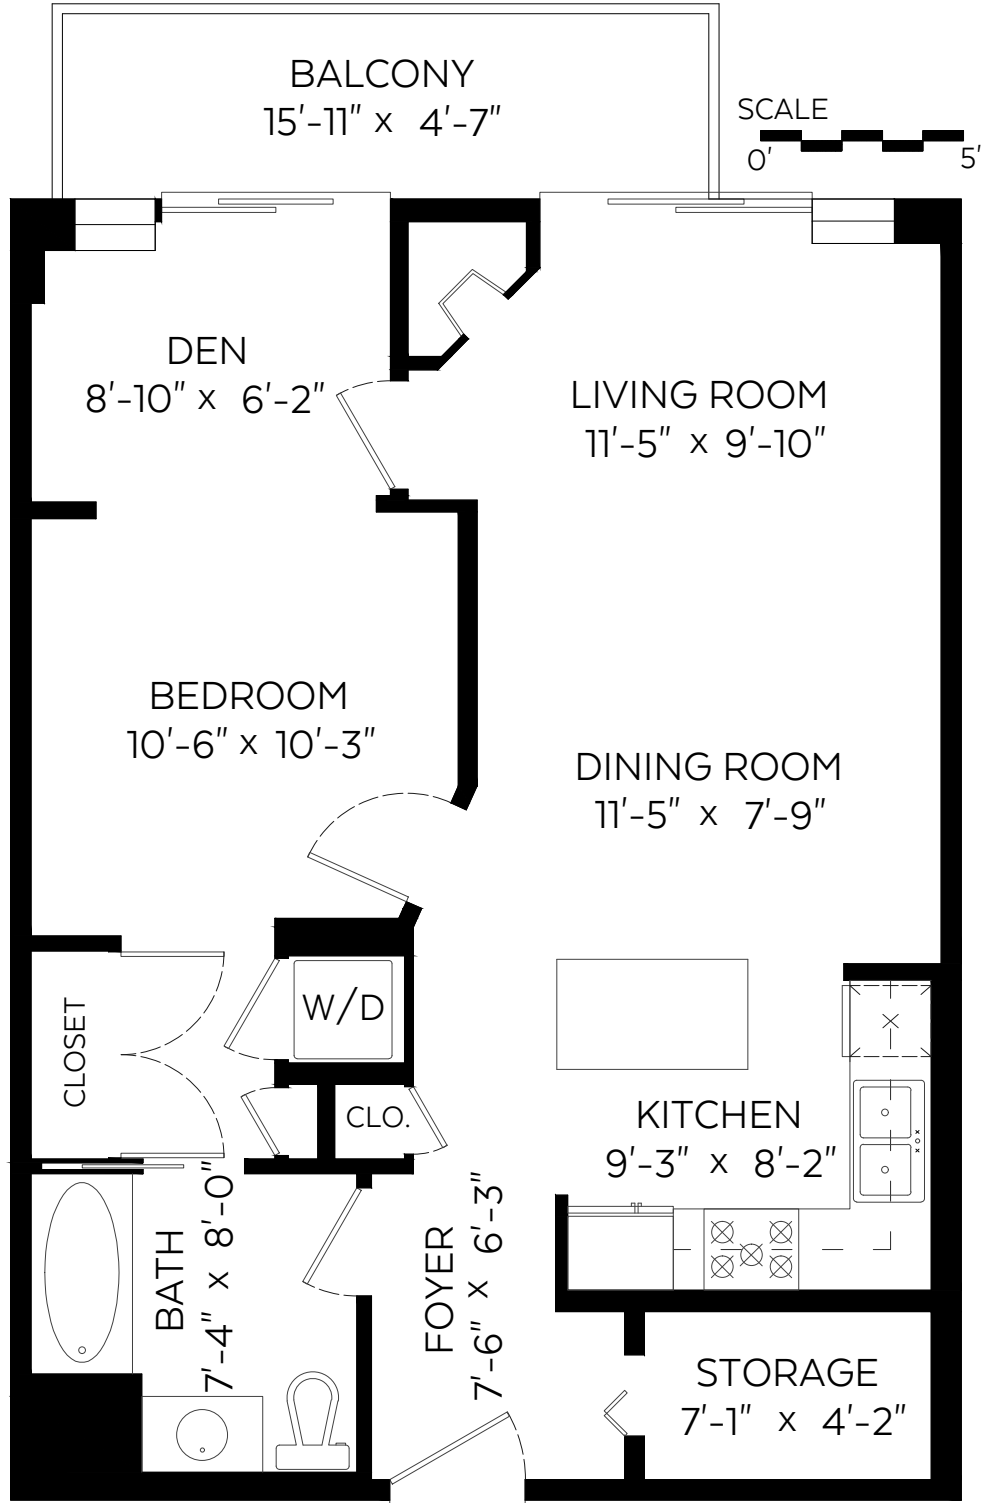 BALCONY
15'-11" x 4'-7"
SCALE
0' 5'
DEN
8'-10" x 6'-2"
LIVING ROOM
11'-5" x 9'-10"
BEDROOM
10'-6" x 10'-3"
DINING ROOM
11'-5" x 7'-9"
CLOSET
W/D
CLO.
KITCHEN
9'-3" x 8'-2"
BATH
7'-4" x 8'-0"
FOYER
7'-6" x 6'-3"
STORAGE
7'-1" x 4'-2"